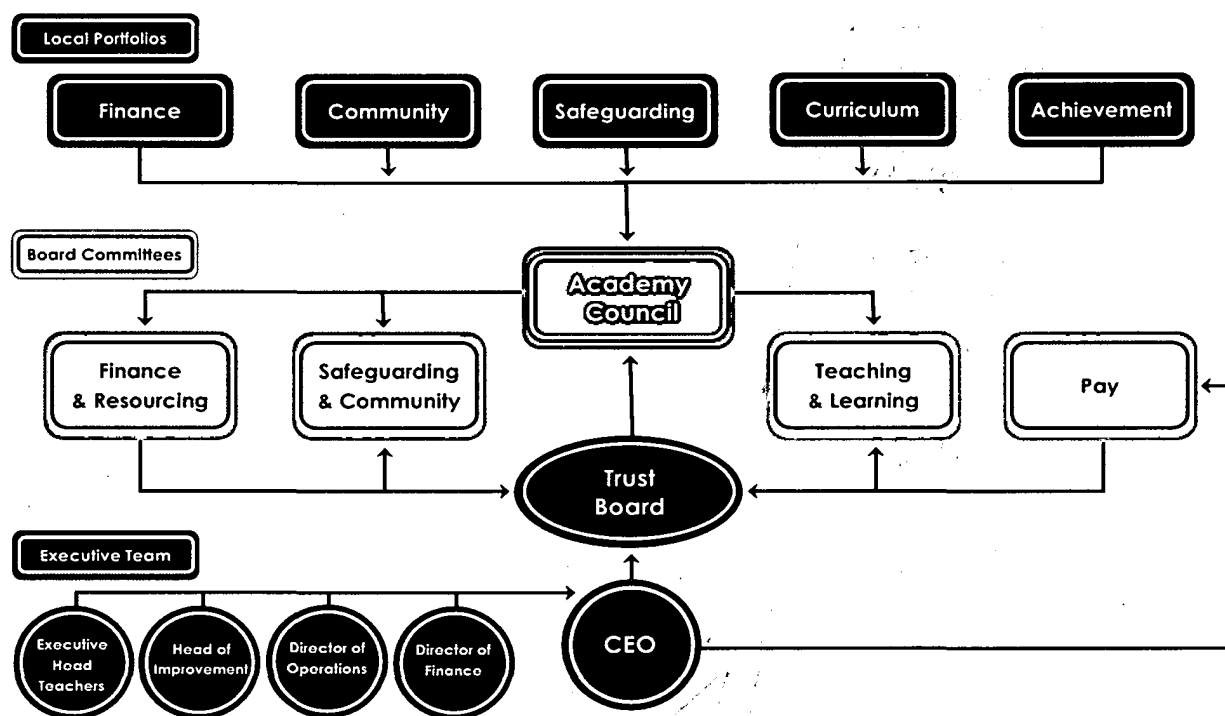 Local Portfolios
Finance
Community
Safeguarding
Curriculum
Achievement
Board Committees
Academy
Council
Finance
& Resourcing
Safeguarding
& Community
Teaching
& Learning
Pay
Trust
Board
Executive Team
Executive
Head
Teachers
Head of
Improvement
Director of
Operations
Director of
Finance
CEO